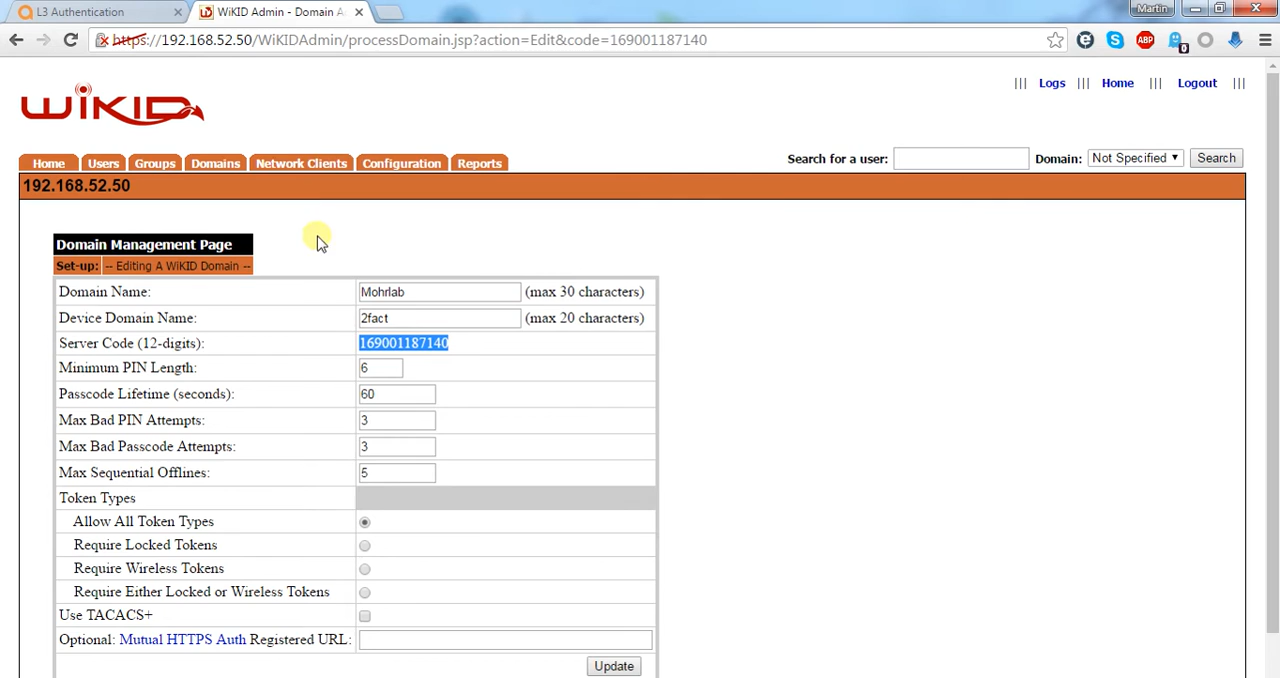 L3 Authentication
WiKID Admin - Domain A
Martin
https://192.168.52.50/WiKIDAdmin/processDomain.jsp?action=Edit&code=169001187140
ABP
0
||| Logs ||| Home ||| Logout |||
WiKID
Home Users Groups Domains Network Clients Configuration Reports
Search for a user: Domain: Not Specified Search
192.168.52.50
Domain Management Page
Set-up: -- Editing A WiKID Domain --
Domain Name: Mohrlab (max 30 characters)
Device Domain Name: 2fact (max 20 characters)
Server Code (12-digits): 169001187140
Minimum PIN Length: 6
Passcode Lifetime (seconds): 60
Max Bad PIN Attempts: 3
Max Bad Passcode Attempts: 3
Max Sequential Offlines: 5
Token Types
Allow All Token Types
Require Locked Tokens
Require Wireless Tokens
Require Either Locked or Wireless Tokens
Use TACACS+
Optional: Mutual HTTPS Auth Registered URL:
Update